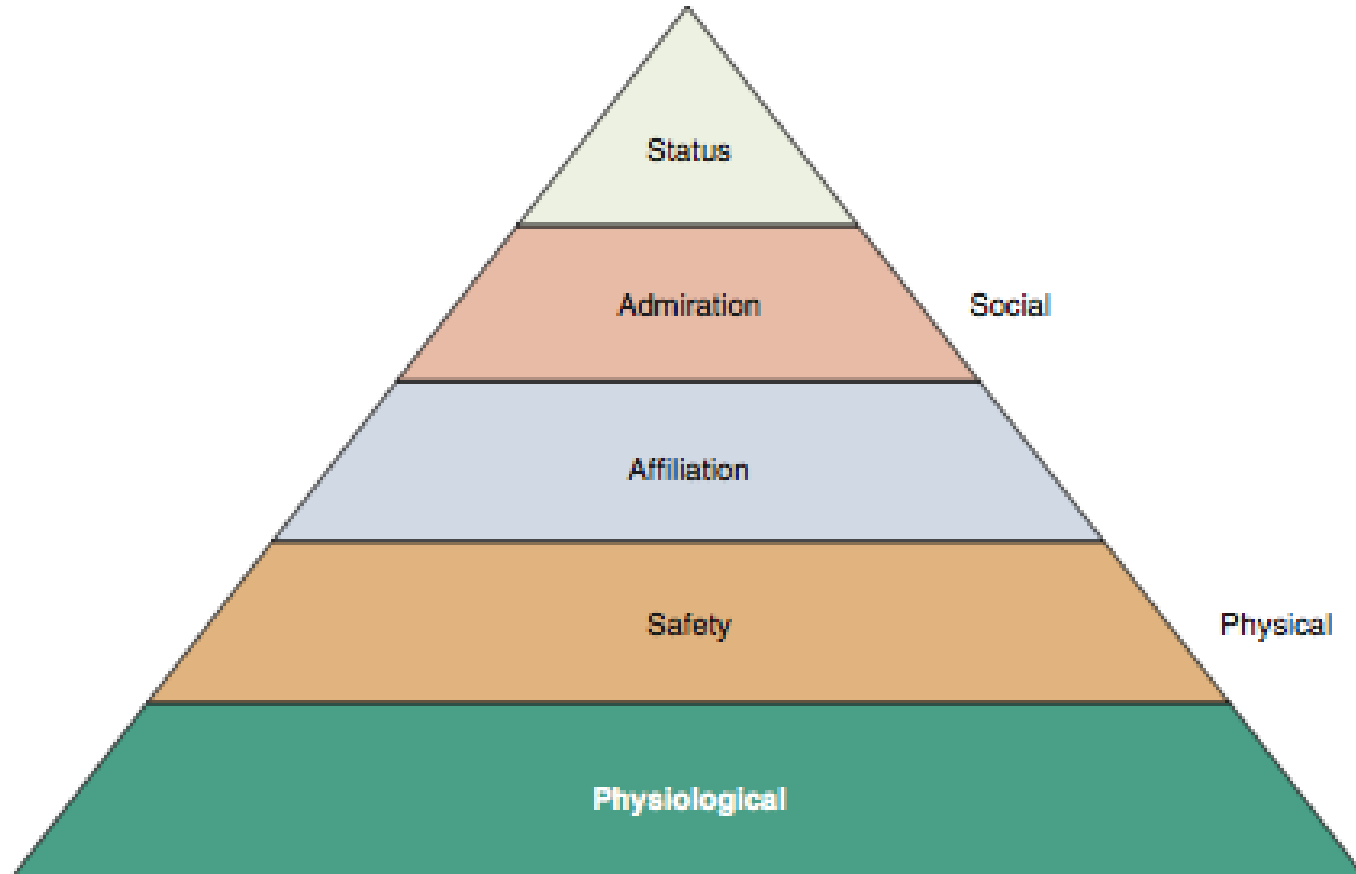 Status
Admiration
Social
Affiliation
Safety
Physical
Physiological